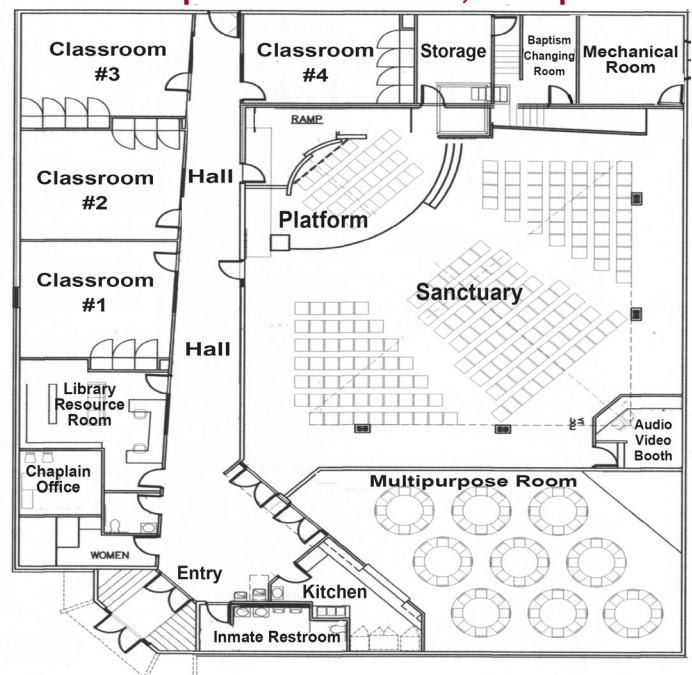 Classroom
#3
Classroom
#4
Storage
Baptism
Changing
Room
Mechanical
Room
RAMP
Classroom
#2
Hall
Platform
Classroom
#1
Sanctuary
Hall
Library
Resource
Room
Audio
Video
Booth
Chaplain
Office
Multipurpose Room
WOMEN
Entry
Kitchen
Inmate Restroom